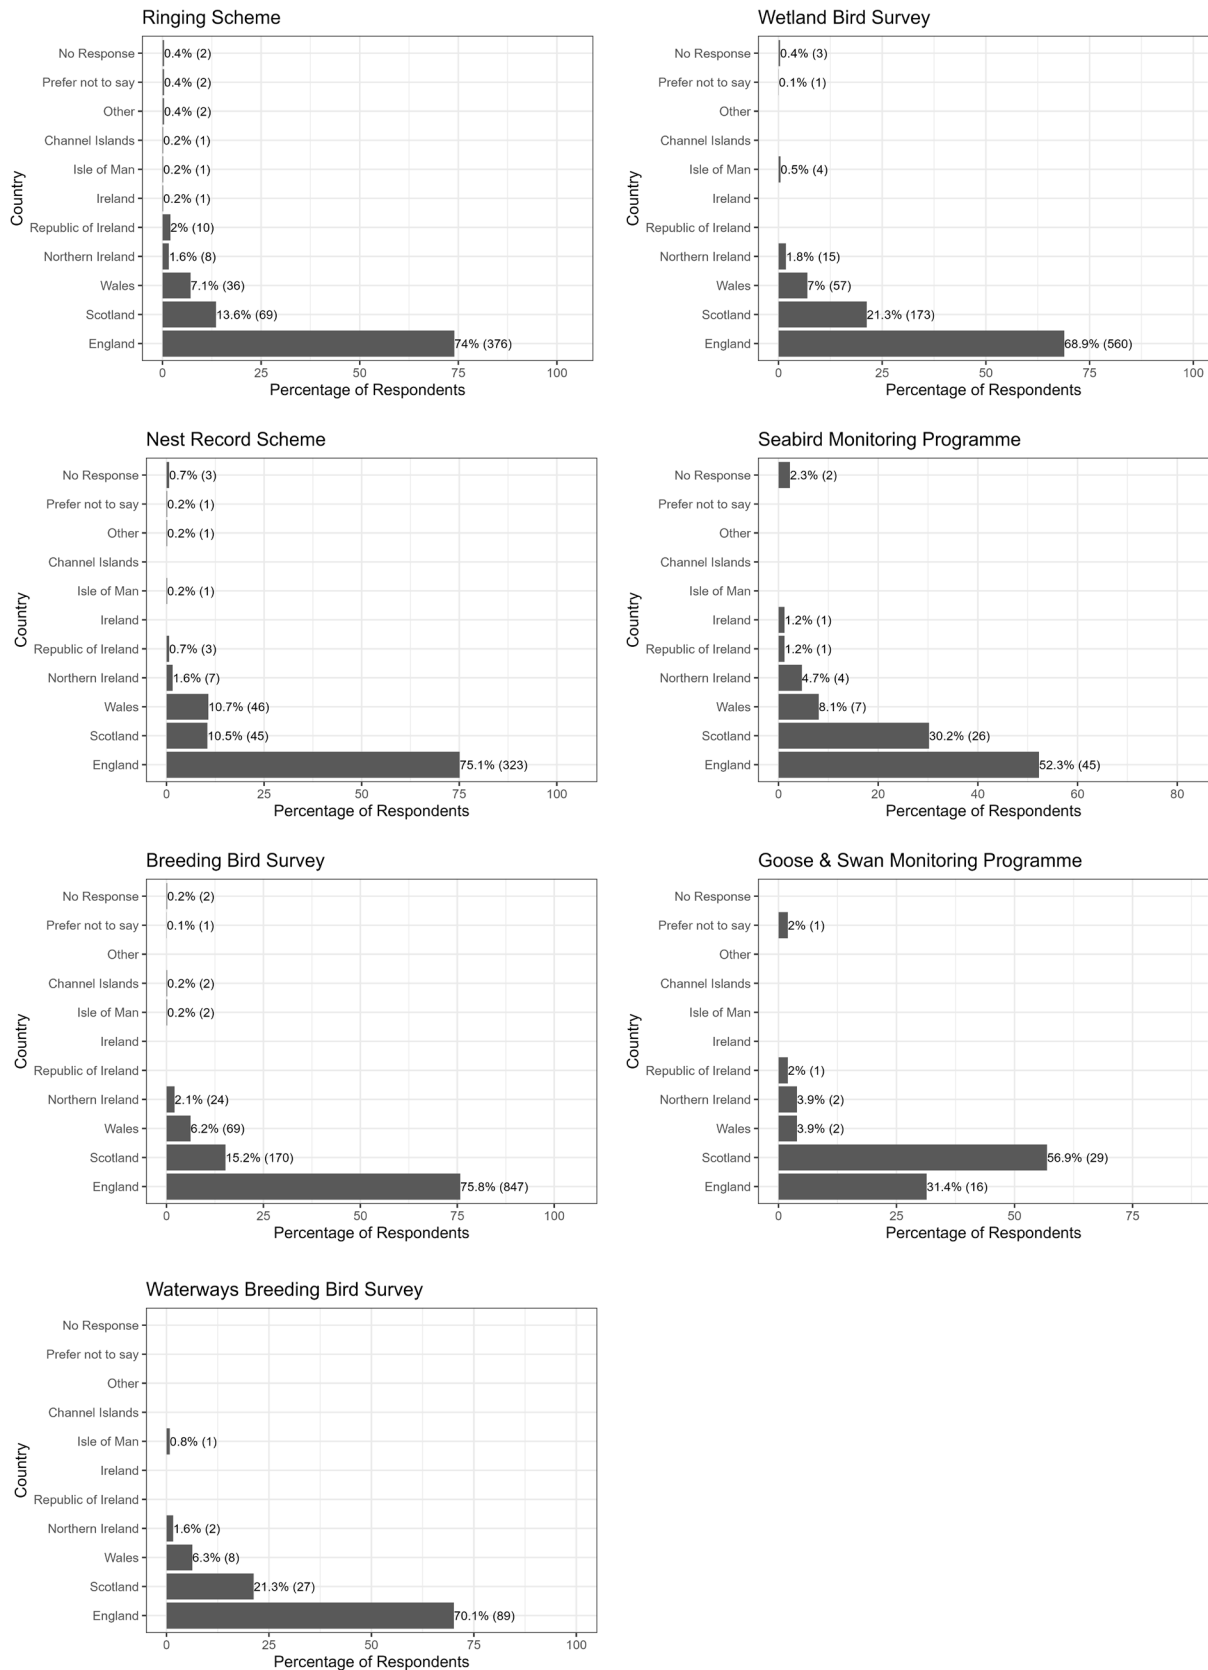 Ringing Scheme
Country
No Response 0.4% (2)
Prefer not to say 0.4% (2)
Other 0.4% (2)
Channel Islands 0.2% (1)
Isle of Man 0.2% (1)
Ireland 0.2% (1)
Republic of Ireland 2% (10)
Northern Ireland 1.6% (8)
Wales 7.1% (36)
Scotland 13.6% (69)
England 74% (376)
0 25 50 75 100
Percentage of Respondents
Wetland Bird Survey
Country
No Response 0.4% (3)
Prefer not to say 0.1% (1)
Other
Channel Islands
Isle of Man 0.5% (4)
Ireland
Republic of Ireland
Northern Ireland 1.8% (15)
Wales 7% (57)
Scotland 21.3% (173)
England 68.9% (560)
0 25 50 75 100
Percentage of Respondents
Nest Record Scheme
Country
No Response 0.7% (3)
Prefer not to say 0.2% (1)
Other 0.2% (1)
Channel Islands
Isle of Man 0.2% (1)
Ireland
Republic of Ireland 0.7% (3)
Northern Ireland 1.6% (7)
Wales 10.7% (46)
Scotland 10.5% (45)
England 75.1% (323)
0 25 50 75 100
Percentage of Respondents
Seabird Monitoring Programme
Country
No Response 2.3% (2)
Prefer not to say
Other
Channel Islands
Isle of Man
Ireland 1.2% (1)
Republic of Ireland 1.2% (1)
Northern Ireland 4.7% (4)
Wales 8.1% (7)
Scotland 30.2% (26)
England 52.3% (45)
0 20 40 60 80
Percentage of Respondents
Breeding Bird Survey
Country
No Response 0.2% (2)
Prefer not to say 0.1% (1)
Other
Channel Islands 0.2% (2)
Isle of Man 0.2% (2)
Ireland
Republic of Ireland
Northern Ireland 2.1% (24)
Wales 6.2% (69)
Scotland 15.2% (170)
England 75.8% (847)
0 25 50 75 100
Percentage of Respondents
Goose & Swan Monitoring Programme
Country
No Response
Prefer not to say 2% (1)
Other
Channel Islands
Isle of Man
Ireland
Republic of Ireland 2% (1)
Northern Ireland 3.9% (2)
Wales 3.9% (2)
Scotland 56.9% (29)
England 31.4% (16)
0 25 50 75
Percentage of Respondents
Waterways Breeding Bird Survey
Country
No Response
Prefer not to say
Other
Channel Islands
Isle of Man 0.8% (1)
Ireland
Republic of Ireland
Northern Ireland 1.6% (2)
Wales 6.3% (8)
Scotland 21.3% (27)
England 70.1% (89)
0 25 50 75 100
Percentage of Respondents